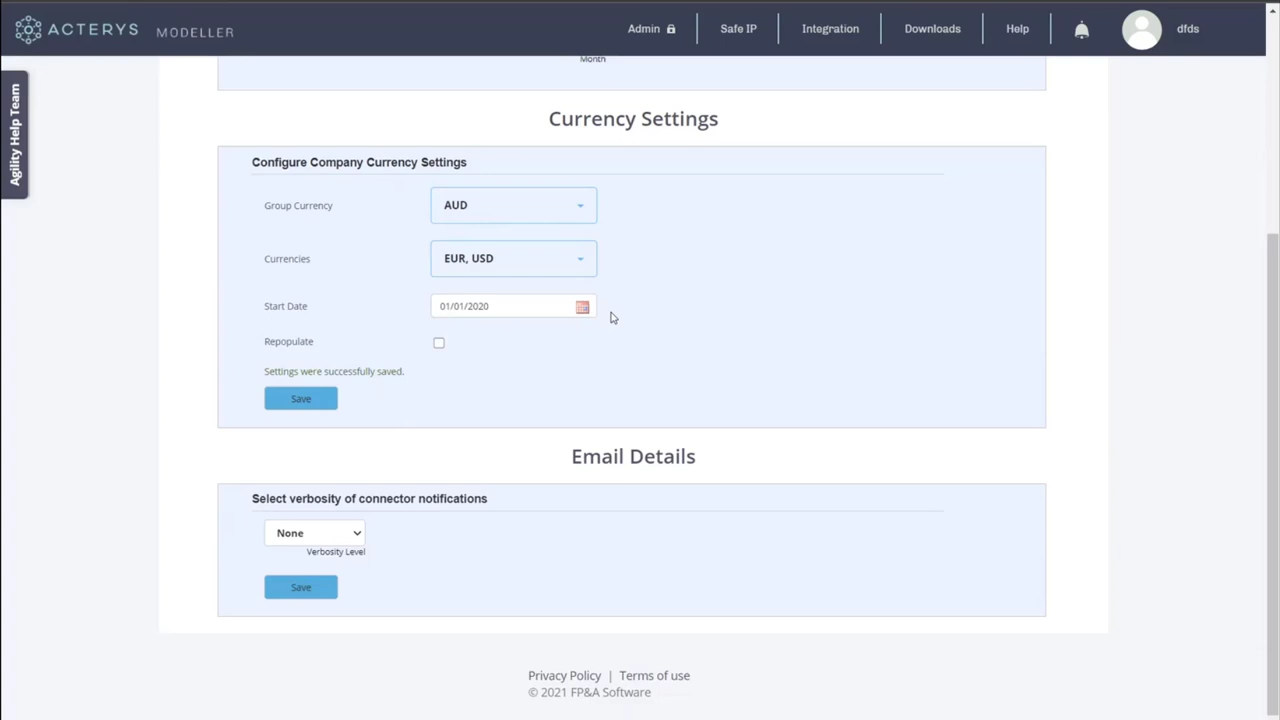 ACTERYS MODELLER
Admin
Safe IP
Integration
Downloads
Help
dfds
Agility Help Team
Month
Currency Settings
Configure Company Currency Settings
Group Currency
AUD
Currencies
EUR, USD
Start Date
01/01/2020
Repopulate
Settings were successfully saved.
Save
Email Details
Select verbosity of connector notifications
None
Verbosity Level
Save
Privacy Policy | Terms of use
© 2021 FP&A Software